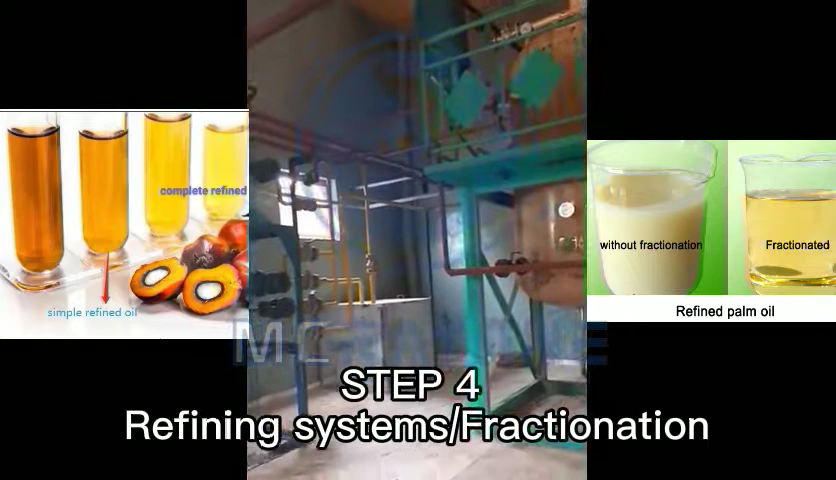 complete refined
simple refined oil
without fractionation
Fractionated
Refined palm oil
STEP 4
Refining systems/Fractionation